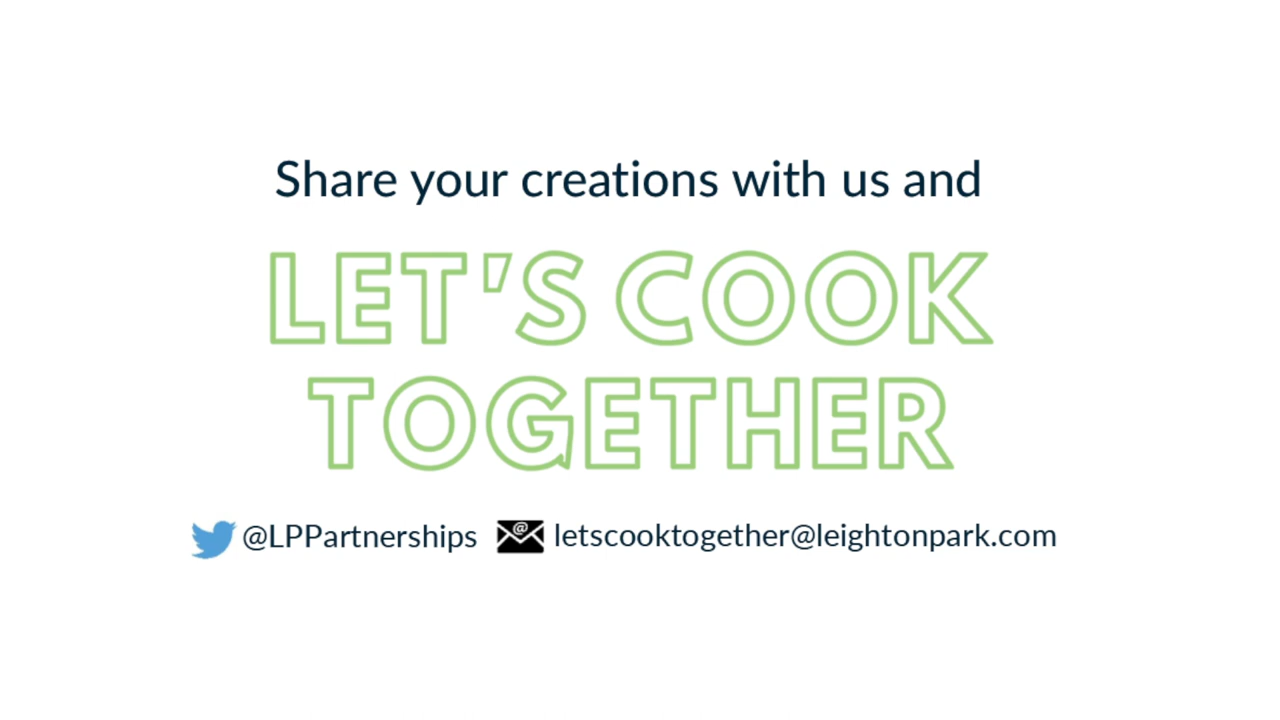 Share your creations with us and
LET'S COOK
TOGETHER
@LPPartnerships letscooktogether@leightonpark.com